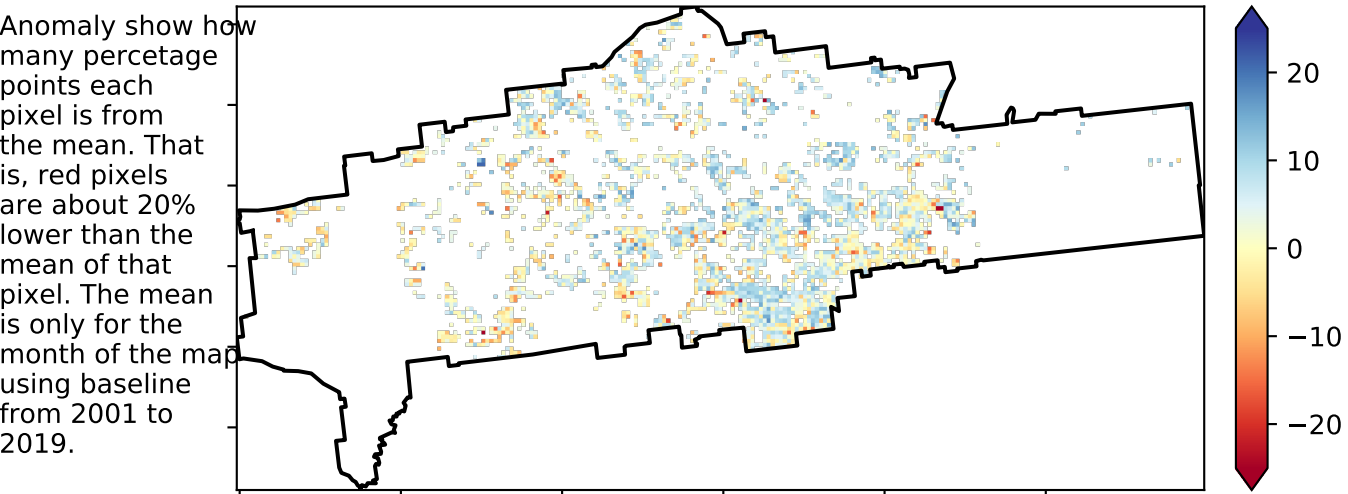 Anomaly show how
many percetage
points each
pixel is from
the mean. That
is, red pixels
are about 20%
lower than the
mean of that
pixel. The mean
is only for the
month of the map
using baseline
from 2001 to
2019.
20
10
0
−10
−20